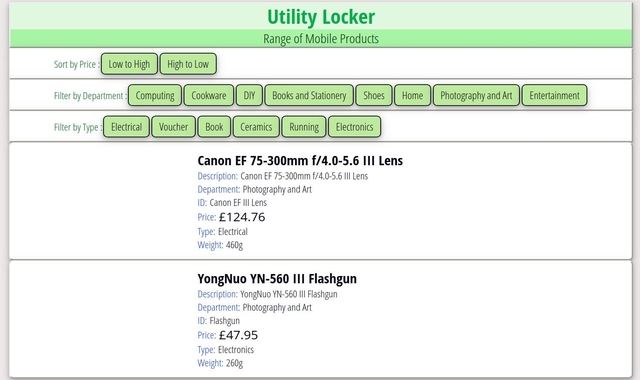 Utility Locker
Range of Mobile Products
Sort by Price : Low to High High to Low
Filter by Department : Computing Cookware DIY Books and Stationery Shoes Home Photography and Art Entertainment
Filter by Type : Electrical Voucher Book Ceramics Running Electronics
Canon EF 75-300mm f/4.0-5.6 III Lens
Description: Canon EF 75-300mm f/4.0-5.6 III Lens
Department: Photography and Art
ID: Canon EF III Lens
Price: £124.76
Type: Electrical
Weight: 460g
YongNuo YN-560 III Flashgun
Description: YongNuo YN-560 III Flashgun
Department: Photography and Art
ID: Flashgun
Price: £47.95
Type: Electronics
Weight: 260g